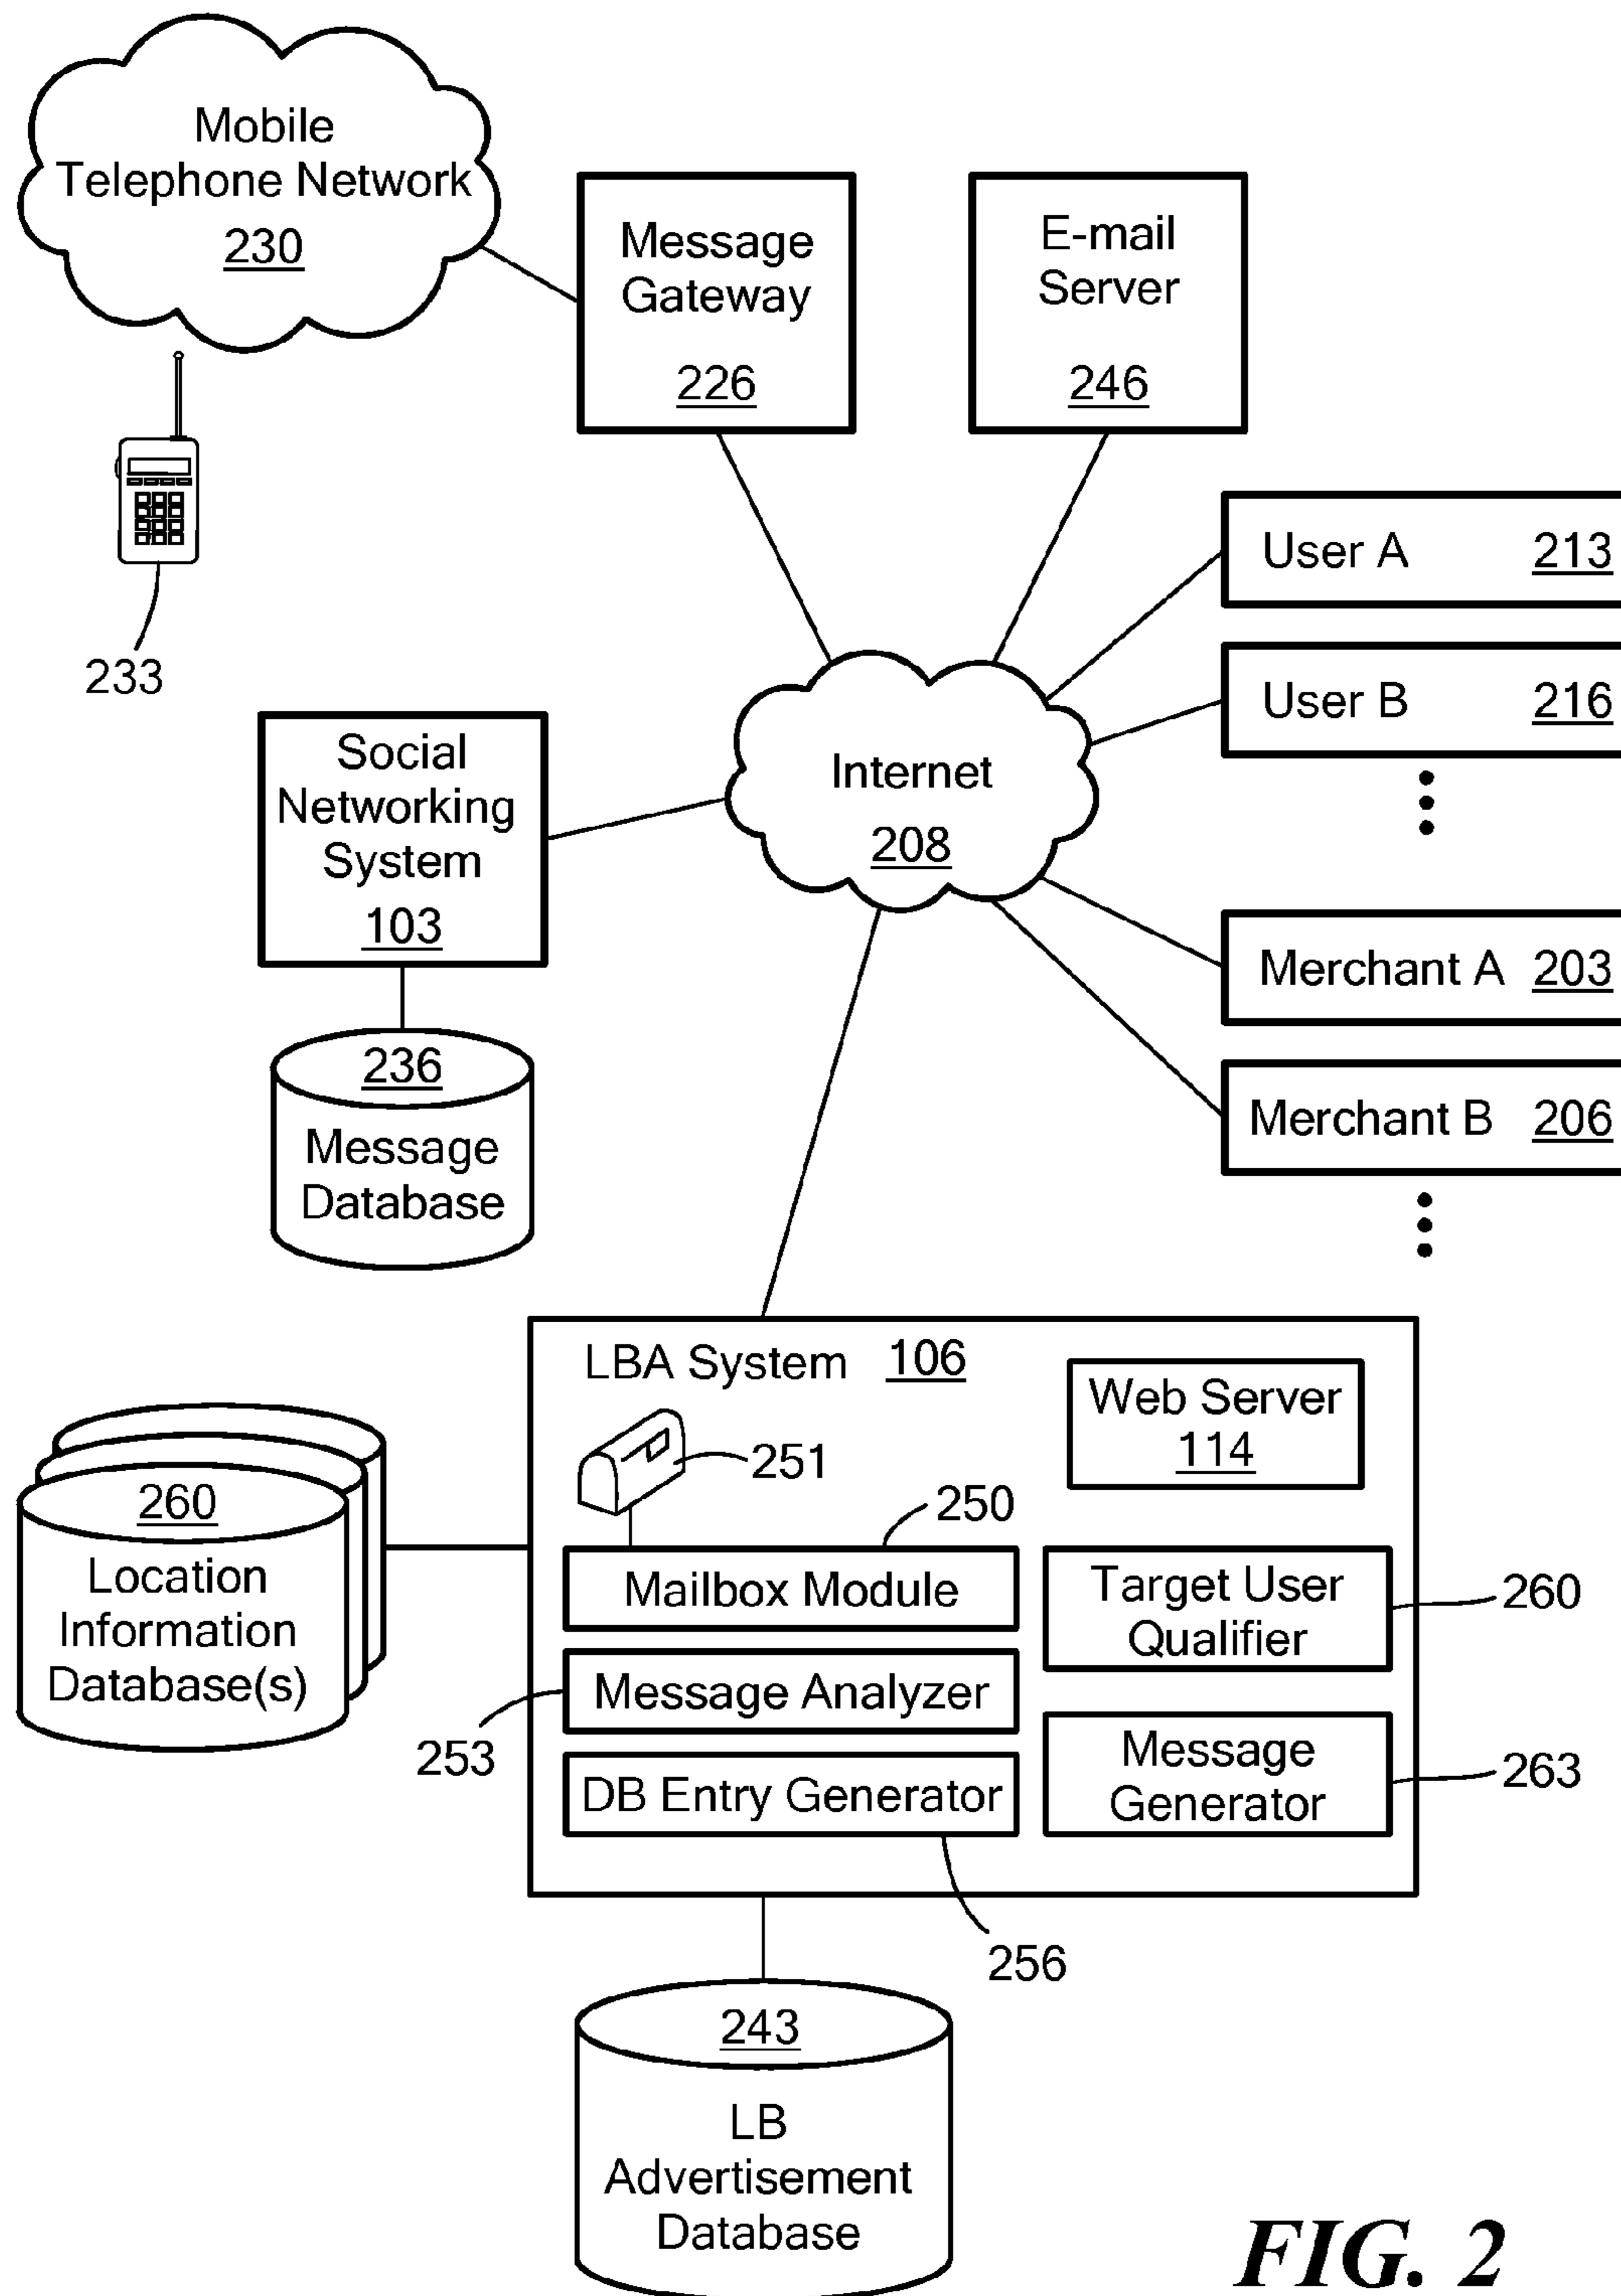 Mobile
Telephone Network
230
Message
Gateway
226
E-mail
Server
246
233
User A 213
User B 216
Social
Networking
System
103
Internet
208
Merchant A 203
Merchant B 206
236
Message
Database
LBA System 106
Web Server
114
251
250
260
Location
Information
Database(s)
Mailbox Module
Target User
Qualifier
260
Message Analyzer
253
DB Entry Generator
Message
Generator
263
256
243
LB
Advertisement
Database
FIG. 2